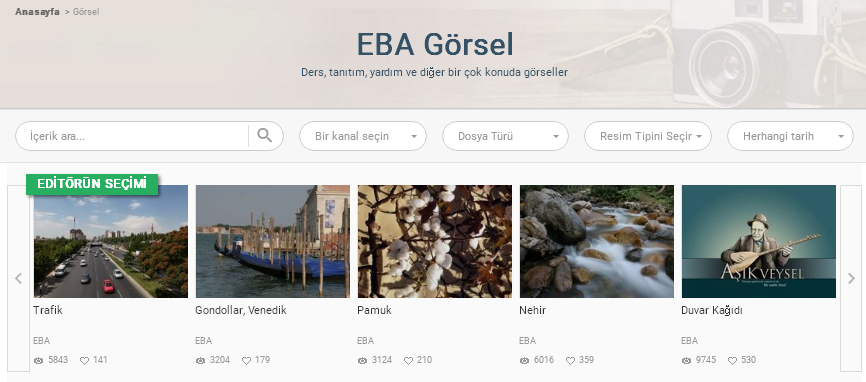 Anasayfa > Görsel
EBA Görsel
Ders, tanıtım, yardım ve diğer bir çok konuda görseller
İçerik ara...
Bir kanal seçin
Dosya Türü
Resim Tipini Seçin
Herhangi tarih
EDİTÖRÜN SEÇİMİ
AŞIK VEYSEL
Trafik
Gondollar, Venedik
Pamuk
Nehir
Duvar Kağıdı
EBA
EBA
EBA
EBA
EBA
5843 141
3204 179
3124 210
6016 359
9745 530